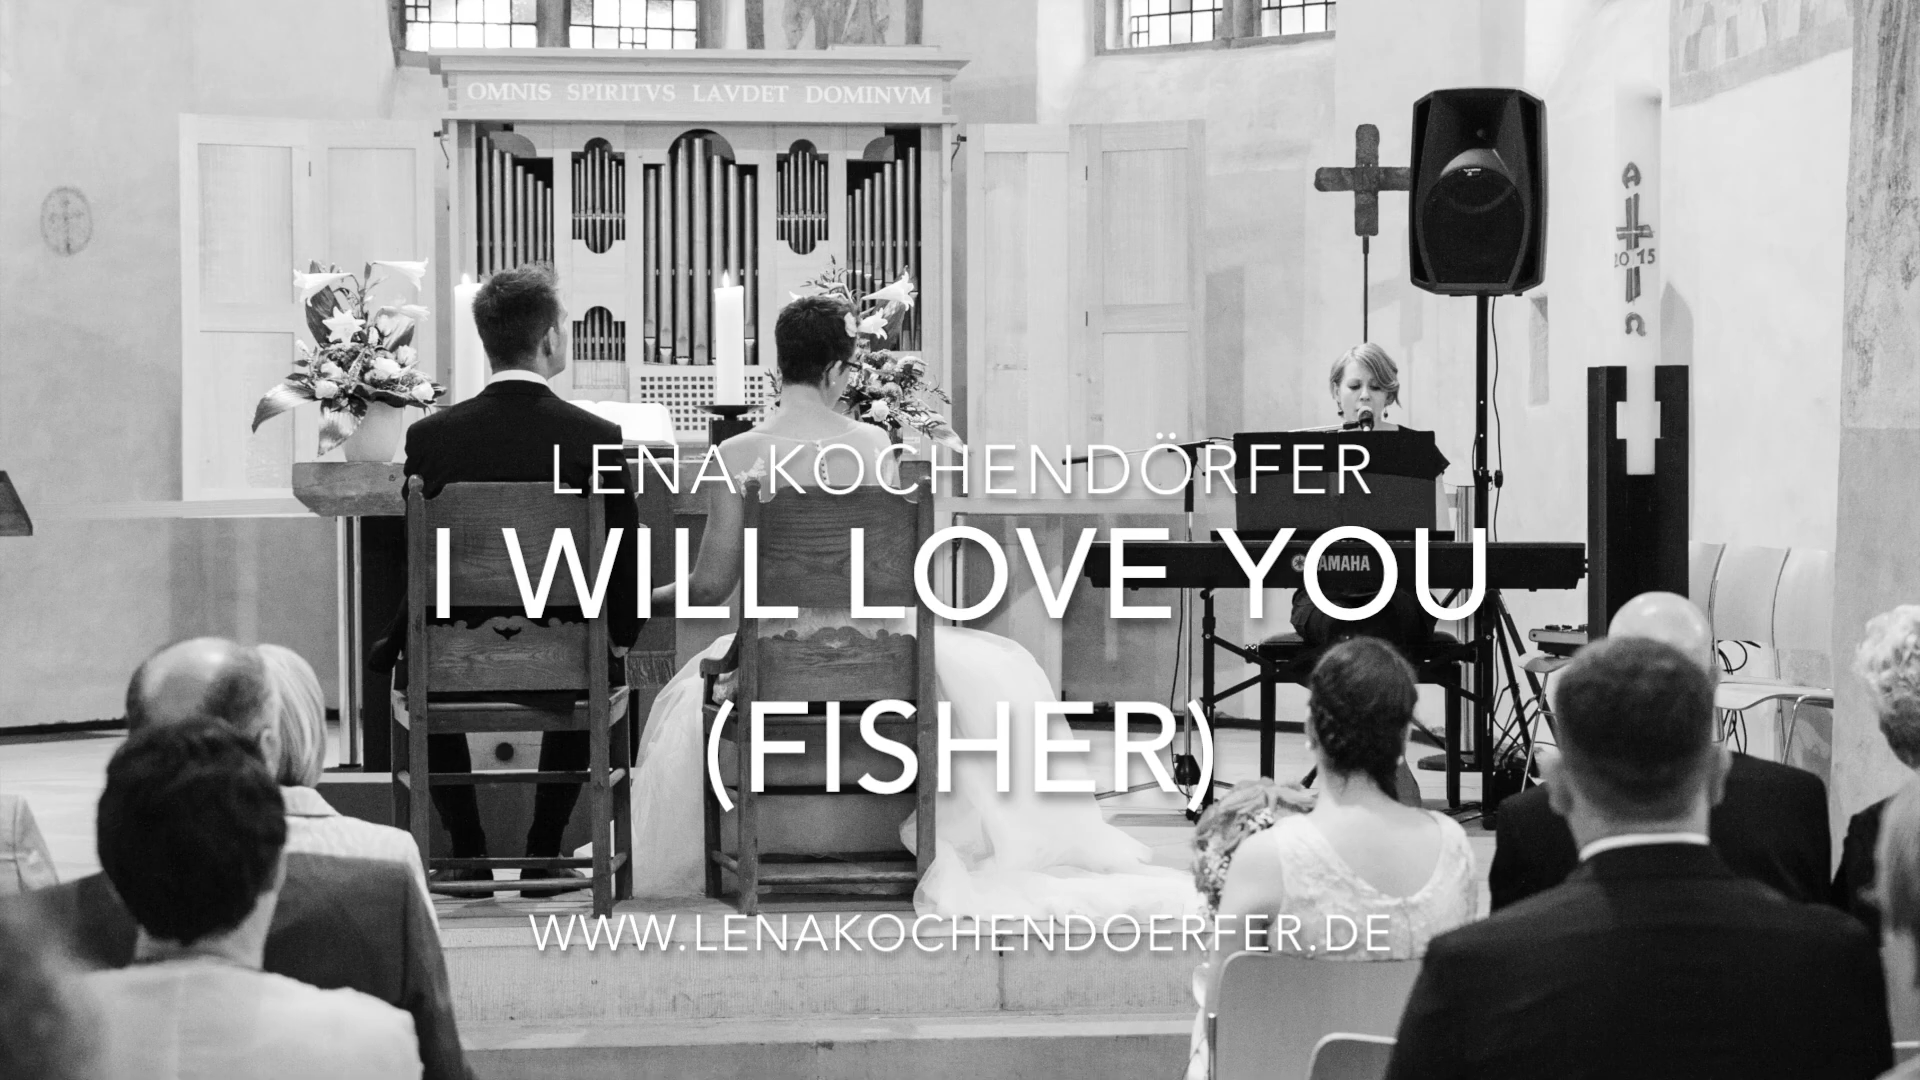 OMNIS SPIRITVS LAVDET DOMINVM
A
20 15
Ω
LENA KOCHENDÖRFER
I WILL LOVE YOU
YAMAHA
(FISHER)
WWW.LENAKOCHENDOERFER.DE